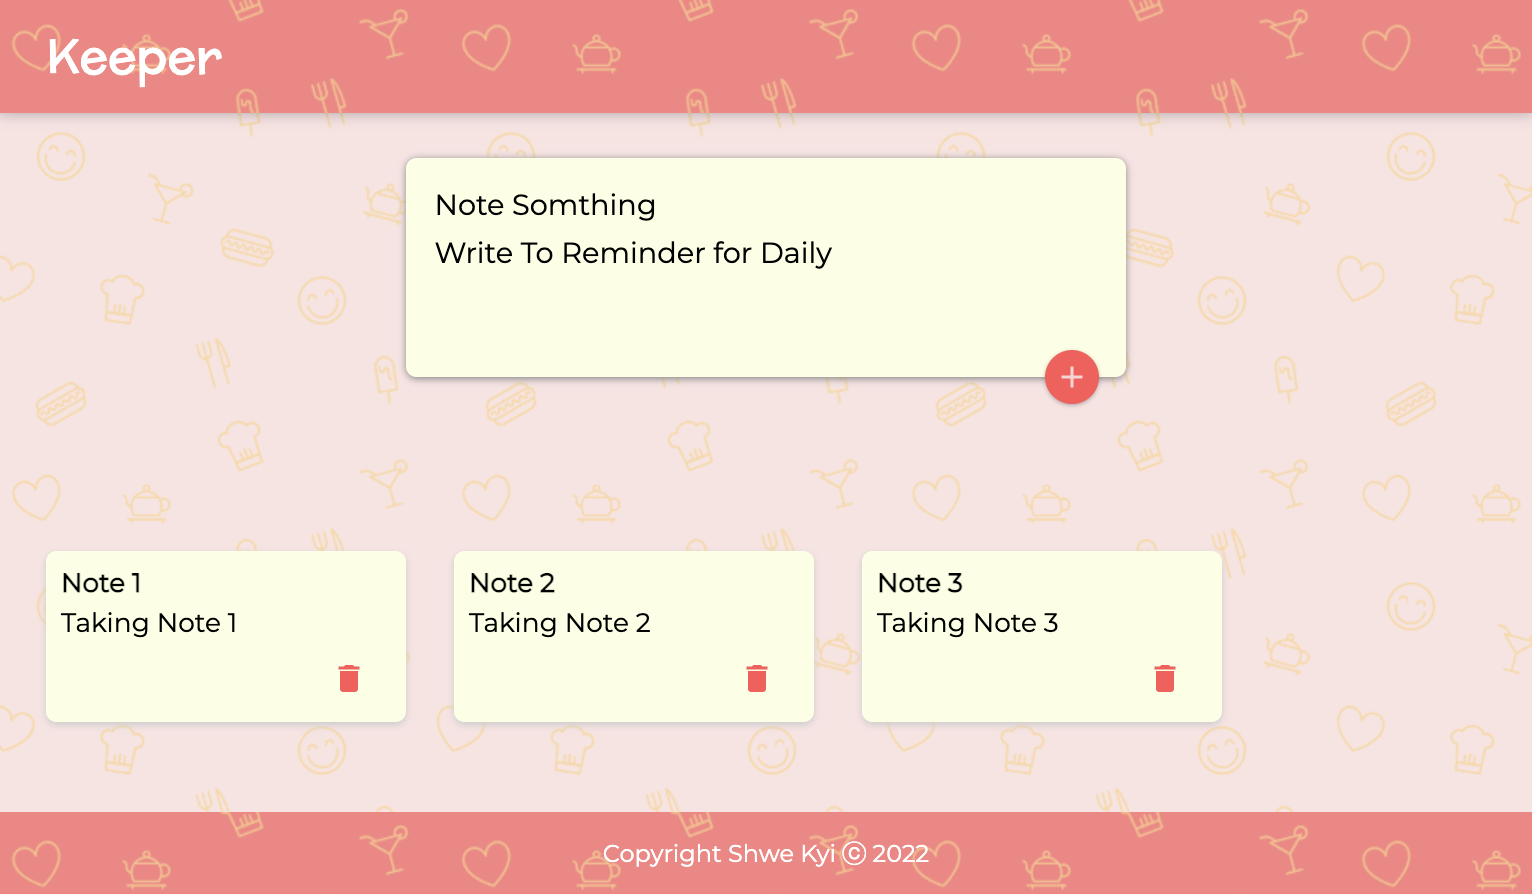 Keeper
Note Somthing
Write To Reminder for Daily
Note 1
Taking Note 1
Note 2
Taking Note 2
Note 3
Taking Note 3
Copyright Shwe Kyi ⓒ 2022